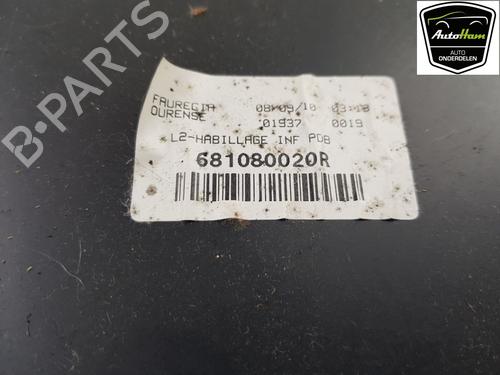 AutoHam
AUTO
ONDERDELEN
FAURECIA 08/09/10 03:18
OURENSE 01937 0019
L2-HABILLAGE INF PDB
681080020R
B-PARTS